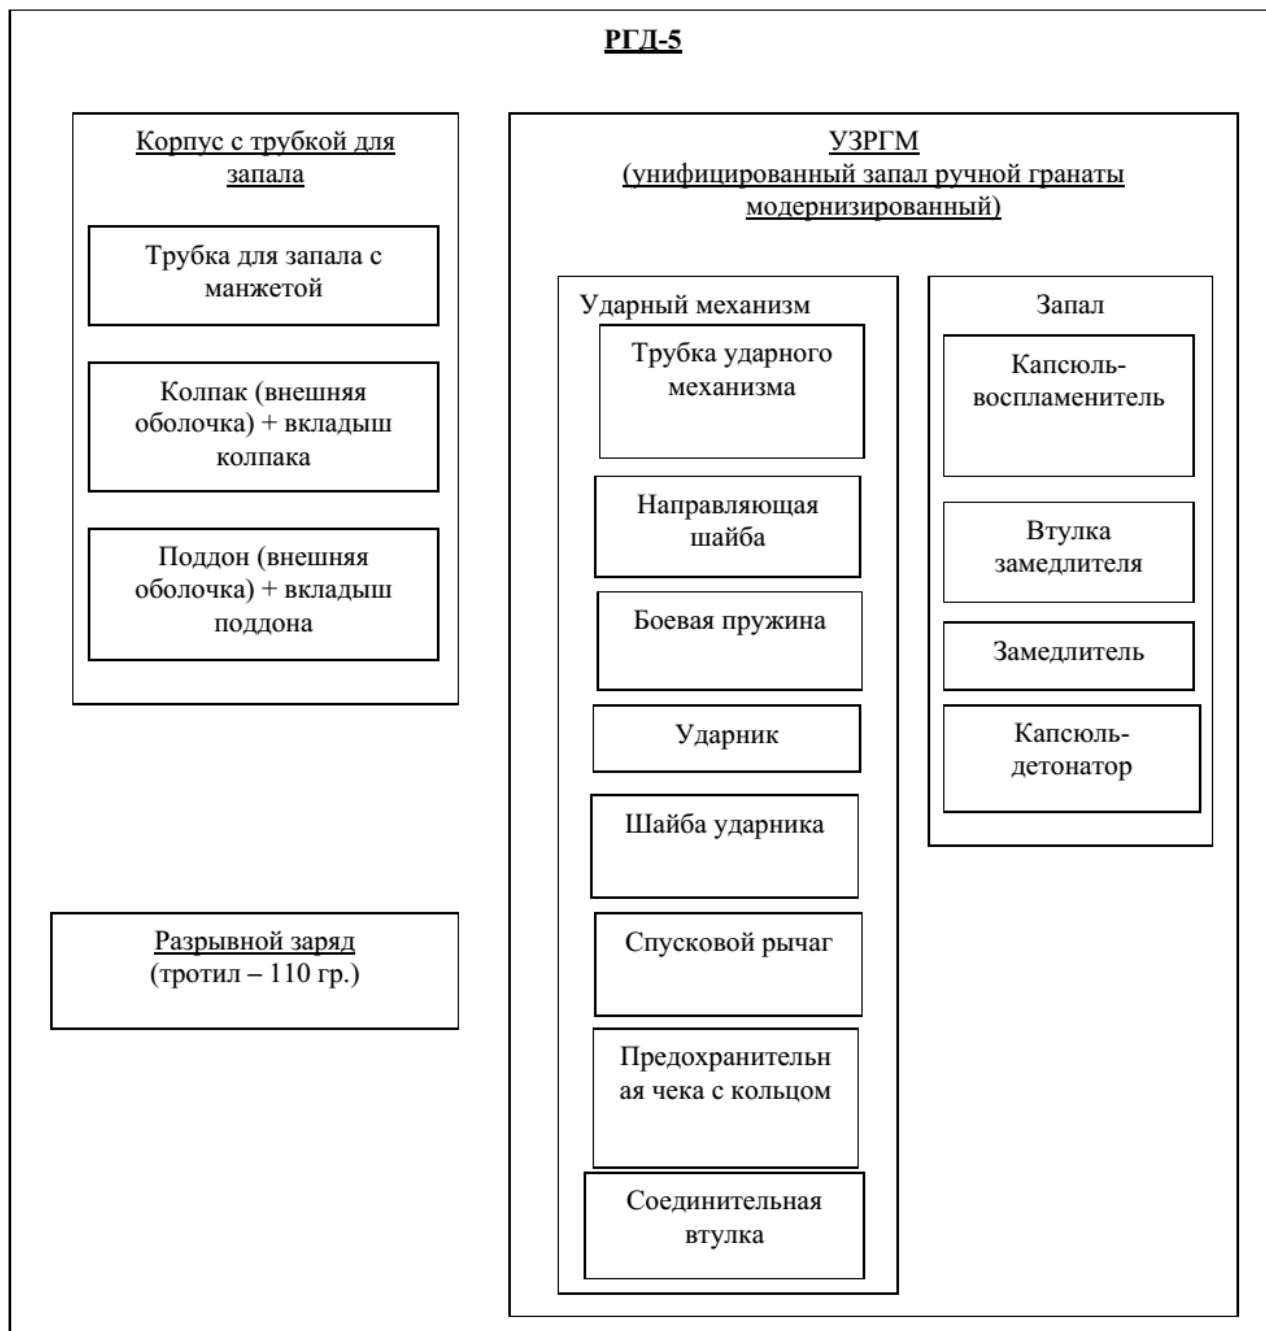 РГД-5
Корпус с трубкой для
запала
Трубка для запала с
манжетой
Колпак (внешняя
оболочка) + вкладыш
колпака
Поддон (внешняя
оболочка) + вкладыш
поддона
Разрывной заряд
(тротил – 110 гр.)
УЗРГМ
(унифицированный запал ручной гранаты
модернизированный)
Ударный механизм
Трубка ударного
механизма
Направляющая
шайба
Боевая пружина
Ударник
Шайба ударника
Спусковой рычаг
Предохранительн
ая чека с кольцом
Соединительная
втулка
Запал
Капсюль-
воспламенитель
Втулка
замедлителя
Замедлитель
Капсюль-
детонатор